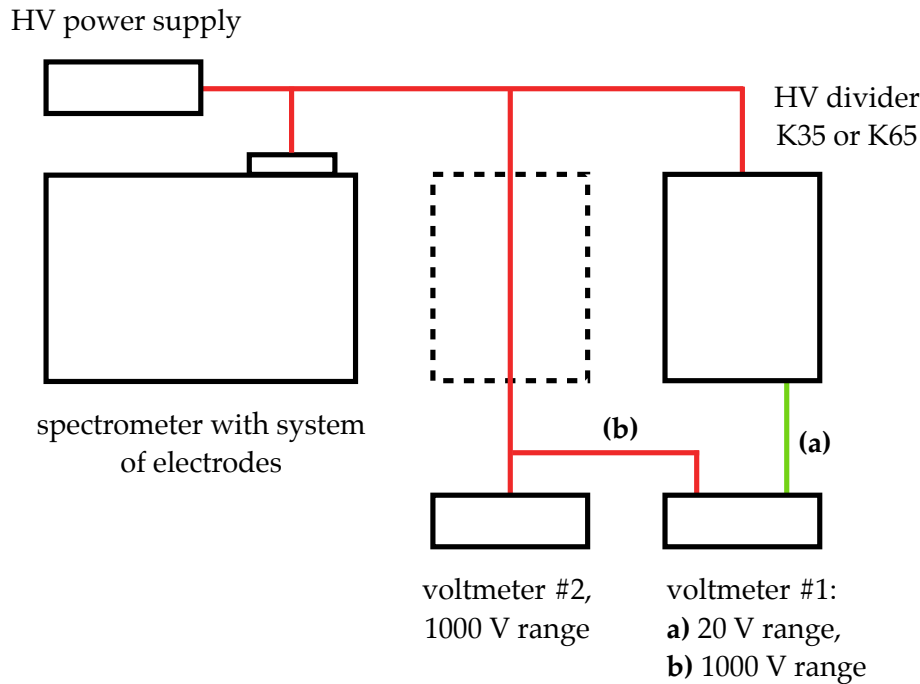 HV power supply
HV divider
K35 or K65
spectrometer with system
of electrodes
(b)
(a)
voltmeter #2,
1000 V range
voltmeter #1:
a) 20 V range,
b) 1000 V range